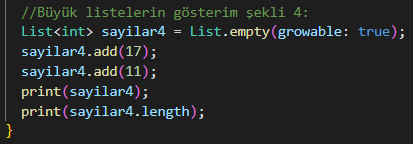 //Büyük listelerin gösterim şekli 4:
List<int> sayilar4 = List.empty(growable: true);
sayilar4.add(17);
sayilar4.add(11);
print(sayilar4);
print(sayilar4.length);
}